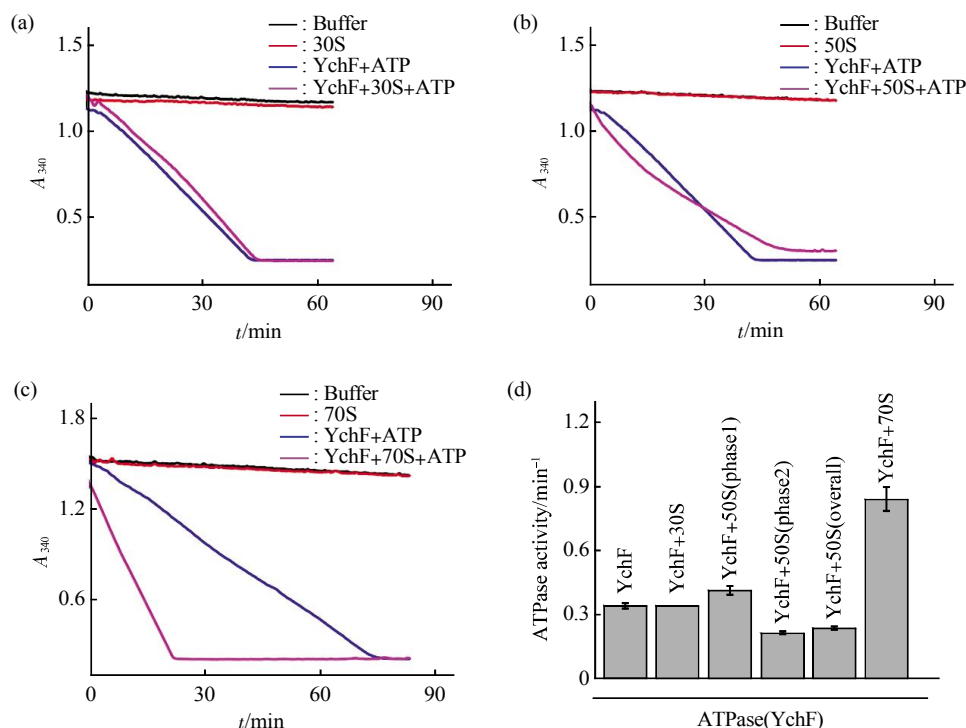 (a)
: Buffer
: 30S
: YchF+ATP
: YchF+30S+ATP
1.5
1.0
0.5
A 340
0 30 60 90
t/min
(b)
: Buffer
: 50S
: YchF+ATP
: YchF+50S+ATP
1.5
1.0
0.5
A 340
0 30 60 90
t/min
(c)
: Buffer
: 70S
: YchF+ATP
: YchF+70S+ATP
1.8
1.2
0.6
A 340
0 30 60 90
t/min
(d)
1.2
0.9
0.6
0.3
0
ATPase activity/min⁻¹
YchF
YchF+30S
YchF+50S(phase1)
YchF+50S(phase2)
YchF+50S(overall)
YchF+70S
ATPase(YchF)